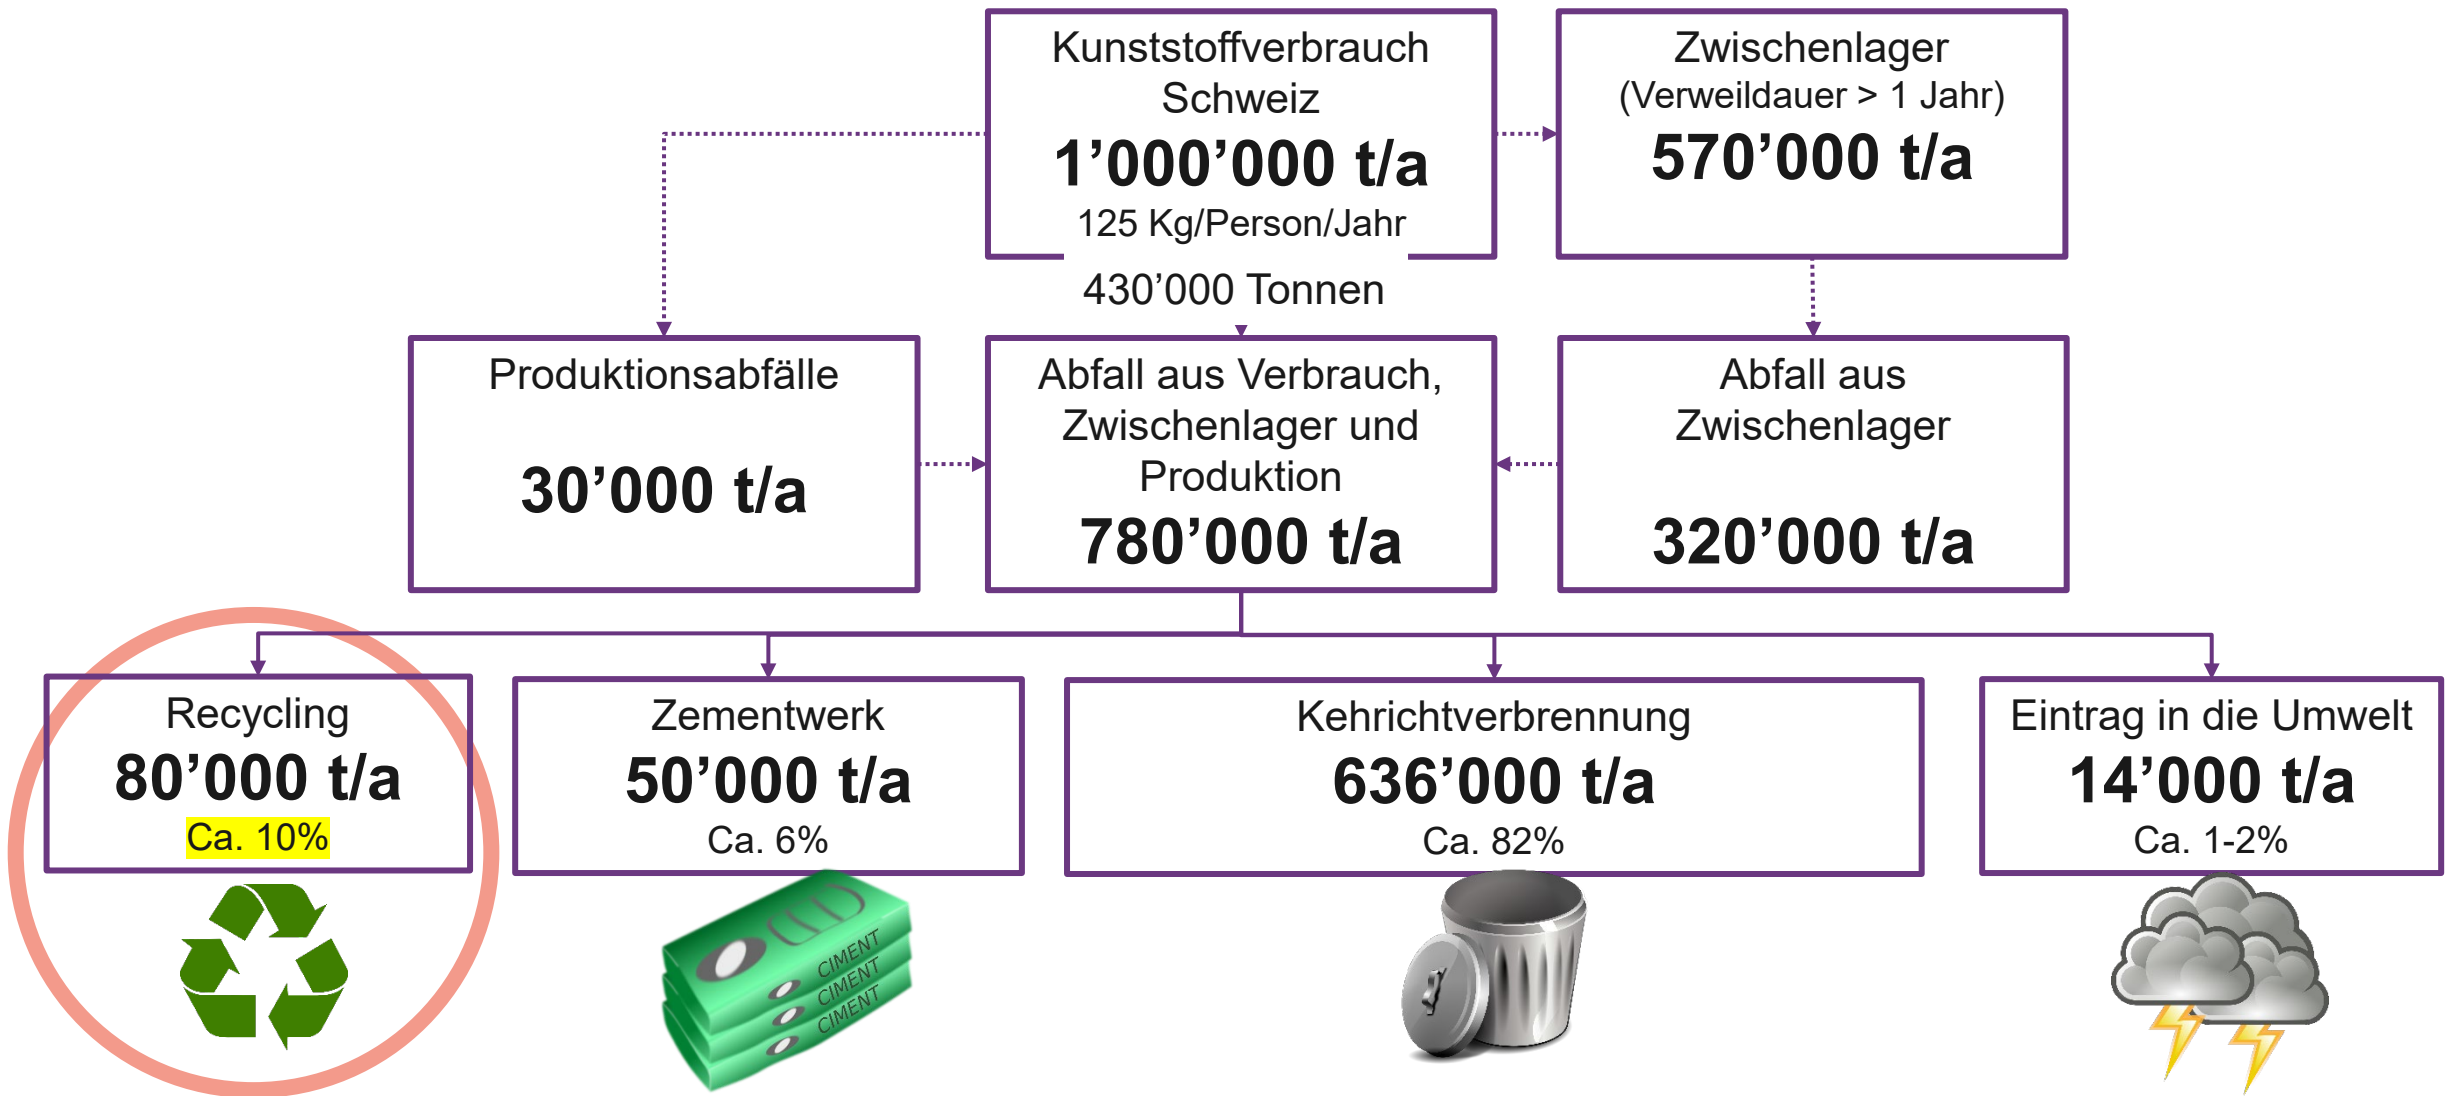 Kunststoffverbrauch
Schweiz
1’000’000 t/a
125 Kg/Person/Jahr
Zwischenlager
(Verweildauer > 1 Jahr)
570’000 t/a
430’000 Tonnen
Produktionsabfälle
30’000 t/a
Abfall aus Verbrauch,
Zwischenlager und
Produktion
780’000 t/a
Abfall aus
Zwischenlager
320’000 t/a
Recycling
80’000 t/a
Ca. 10%
Zementwerk
50’000 t/a
Ca. 6%
Kehrichtverbrennung
636’000 t/a
Ca. 82%
Eintrag in die Umwelt
14’000 t/a
Ca. 1-2%
CIMENT
CIMENT
CIMENT